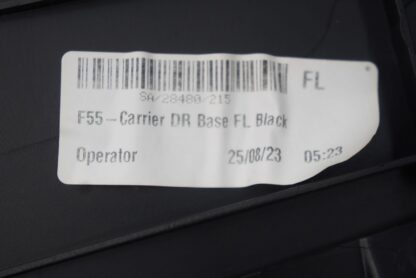 FL
SA/28480/215
F55-Carrier DR Base FL Black
Operator 25/08/23 05:23